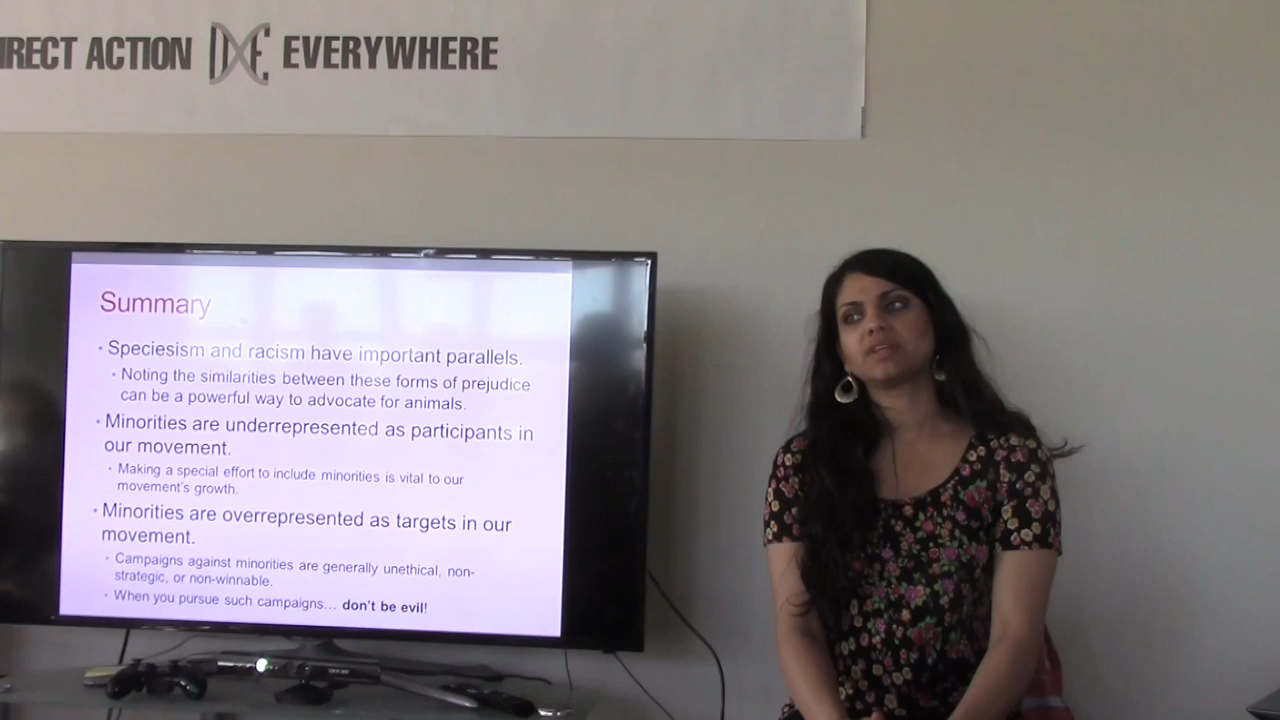 IRECT ACTION DXE EVERYWHERE
Summary
• Speciesism and racism have important parallels.
• Noting the similarities between these forms of prejudice
can be a powerful way to advocate for animals.
• Minorities are underrepresented as participants in
our movement.
• Making a special effort to include minorities is vital to our
movement's growth.
• Minorities are overrepresented as targets in our
movement.
• Campaigns against minorities are generally unethical, non-
strategic, or non-winnable.
• When you pursue such campaigns… don't be evil!